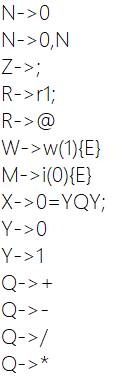 N->0
N->0,N
Z->;
R->r1;
R->@
W->w(1){E}
M->i(0){E}
X->0=YQY;
Y->0
Y->1
Q->+
Q->-
Q->/
Q->*